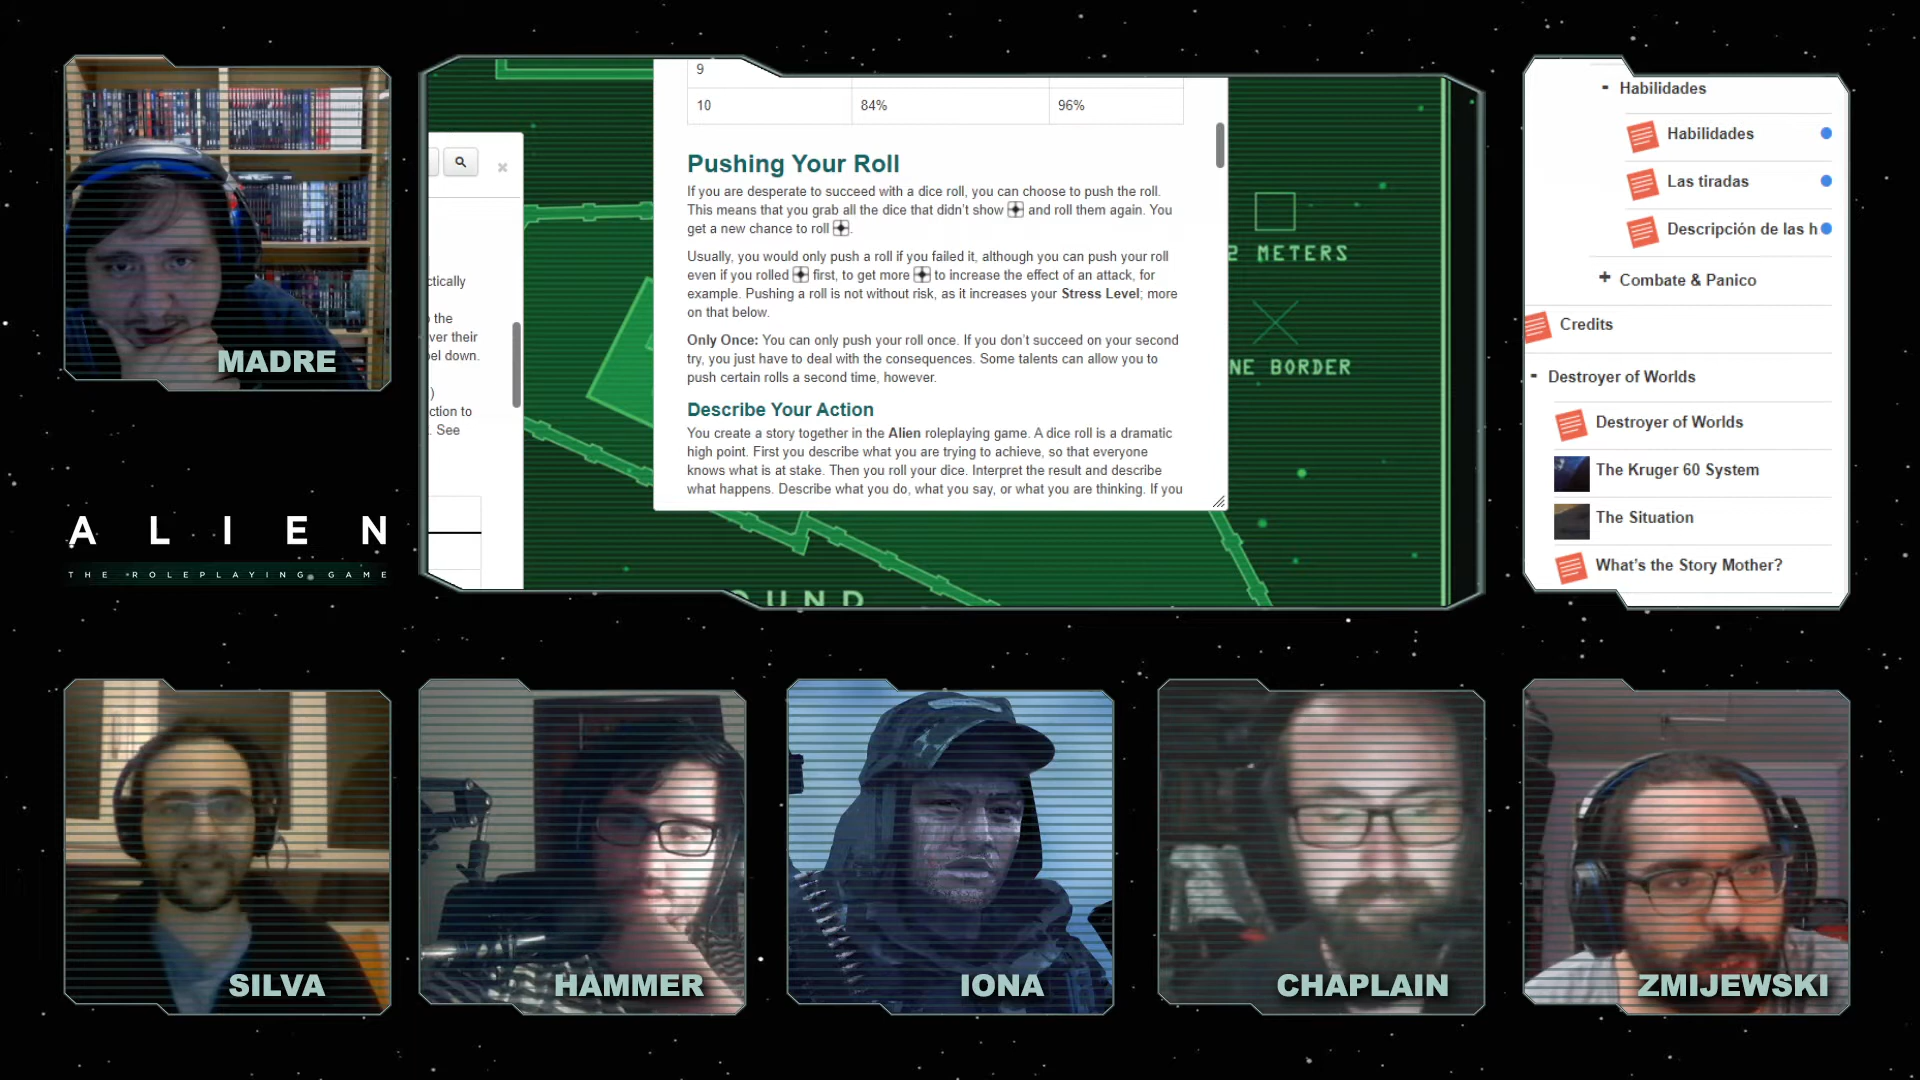 MADRE
A L I E N
THE ROLEPLAYING GAME
9
10 84% 96%
Pushing Your Roll
If you are desperate to succeed with a dice roll, you can choose to push the roll.
This means that you grab all the dice that didn't show and roll them again. You
get a new chance to roll .
Usually, you would only push a roll if you failed it, although you can push your roll
even if you rolled first, to get more to increase the effect of an attack, for
example. Pushing a roll is not without risk, as it increases your Stress Level; more
on that below.
Only Once: You can only push your roll once. If you don't succeed on your second
try, you just have to deal with the consequences. Some talents can allow you to
push certain rolls a second time, however.
Describe Your Action
You create a story together in the Alien roleplaying game. A dice roll is a dramatic
high point. First you describe what you are trying to achieve, so that everyone
knows what is at stake. Then you roll your dice. Interpret the result and describe
what happens. Describe what you do, what you say, or what you are thinking. If you
ctically
the
ver their
el down.
)
ction to
. See
METERS
NE BORDER
OUND
- Habilidades
Habilidades
Las tiradas
Descripción de las h
+ Combate & Panico
Credits
- Destroyer of Worlds
Destroyer of Worlds
The Kruger 60 System
The Situation
What's the Story Mother?
SILVA
HAMMER
IONA
CHAPLAIN
ZMIJEWSKI